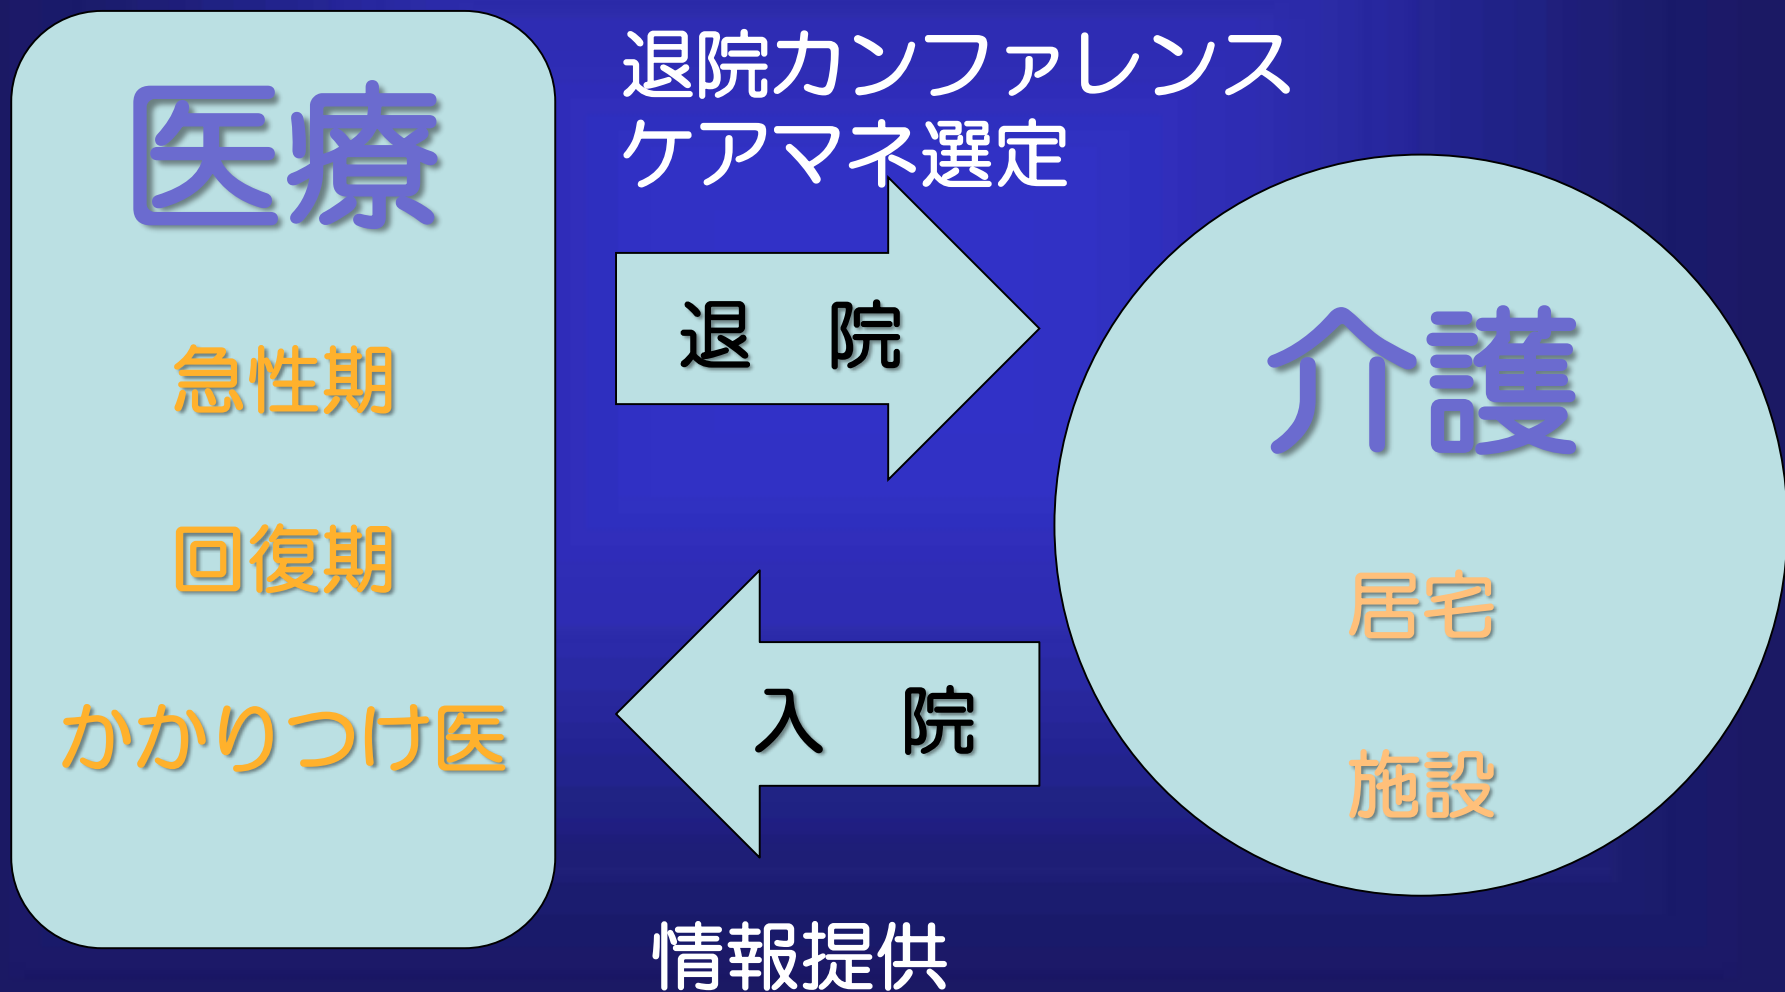 医療
急性期
回復期
かかりつけ医
退院カンファレンス
ケアマネ選定
退　院
入　院
情報提供
介護
居宅
施設